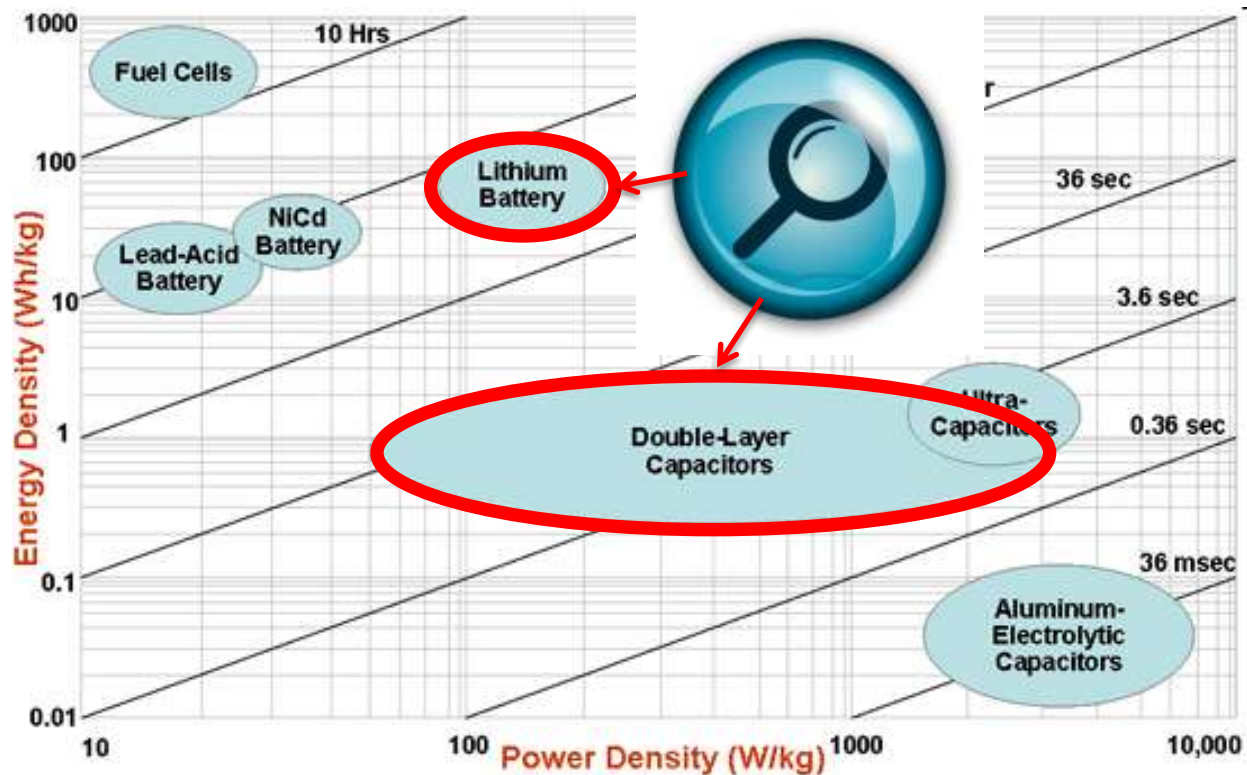 1000
100
10
1
0.1
0.01
Energy Density (Wh/kg)
10 Hrs
Fuel Cells
Lithium
Battery
NiCd
Battery
Lead-Acid
Battery
36 sec
3.6 sec
Ultra-
Capacitors
0.36 sec
Double-Layer
Capacitors
36 msec
Aluminum-
Electrolytic
Capacitors
10
100
1000
10,000
Power Density (W/kg)